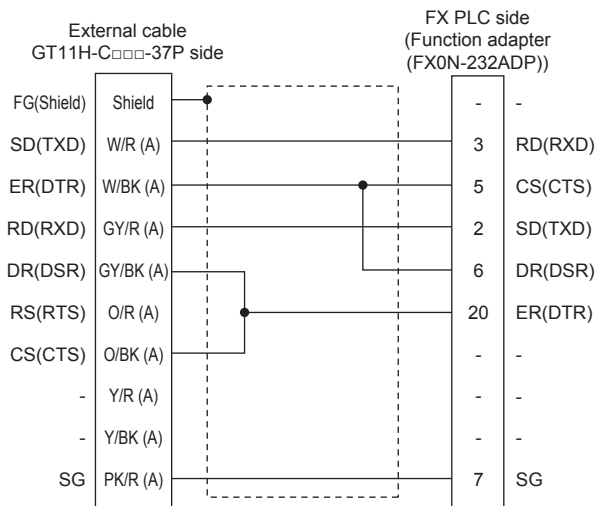 External cable
GT11H-C□□□-37P side
FX PLC side
(Function adapter
(FX0N-232ADP))
FG(Shield) Shield - -
SD(TXD) W/R (A) 3 RD(RXD)
ER(DTR) W/BK (A) 5 CS(CTS)
RD(RXD) GY/R (A) 2 SD(TXD)
DR(DSR) GY/BK (A) 6 DR(DSR)
RS(RTS) O/R (A) 20 ER(DTR)
CS(CTS) O/BK (A) - -
- Y/R (A) - -
- Y/BK (A) - -
SG PK/R (A) 7 SG